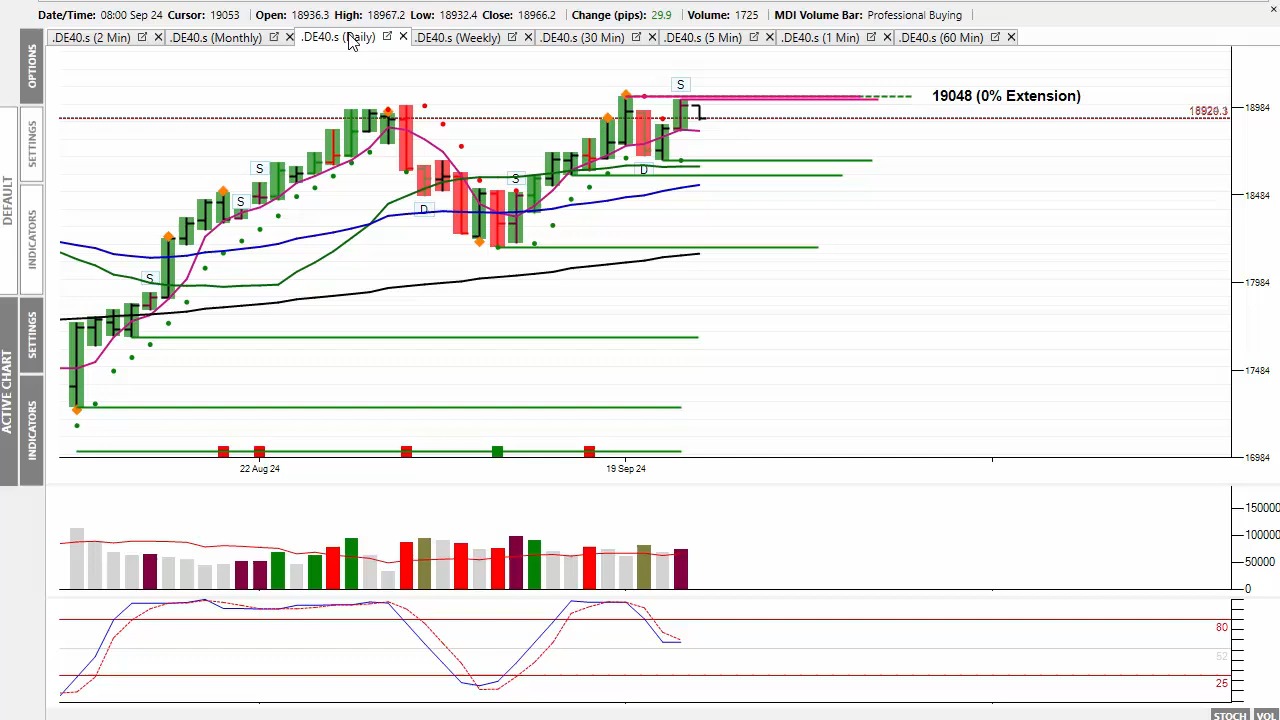 Date/Time: 08:00 Sep 24 Cursor: 19053 Open: 18936.3 High: 18967.2 Low: 18932.4 Close: 18966.2 Change (pips): 29.9 Volume: 1725 MDI Volume Bar: Professional Buying
.DE40.s (2 Min) .DE40.s (Monthly) .DE40.s (Daily) .DE40.s (Weekly) .DE40.s (30 Min) .DE40.s (5 Min) .DE40.s (1 Min) .DE40.s (60 Min)
OPTIONS
SETTINGS
INDICATORS
DEFAULT
SETTINGS
INDICATORS
ACTIVE CHART
S
19048 (0% Extension)
18984
S
D
S
S
18484
S
D
S
17984
17484
16984
22 Aug 24
19 Sep 24
150000
100000
50000
0
80
52
25
STOCH VOL